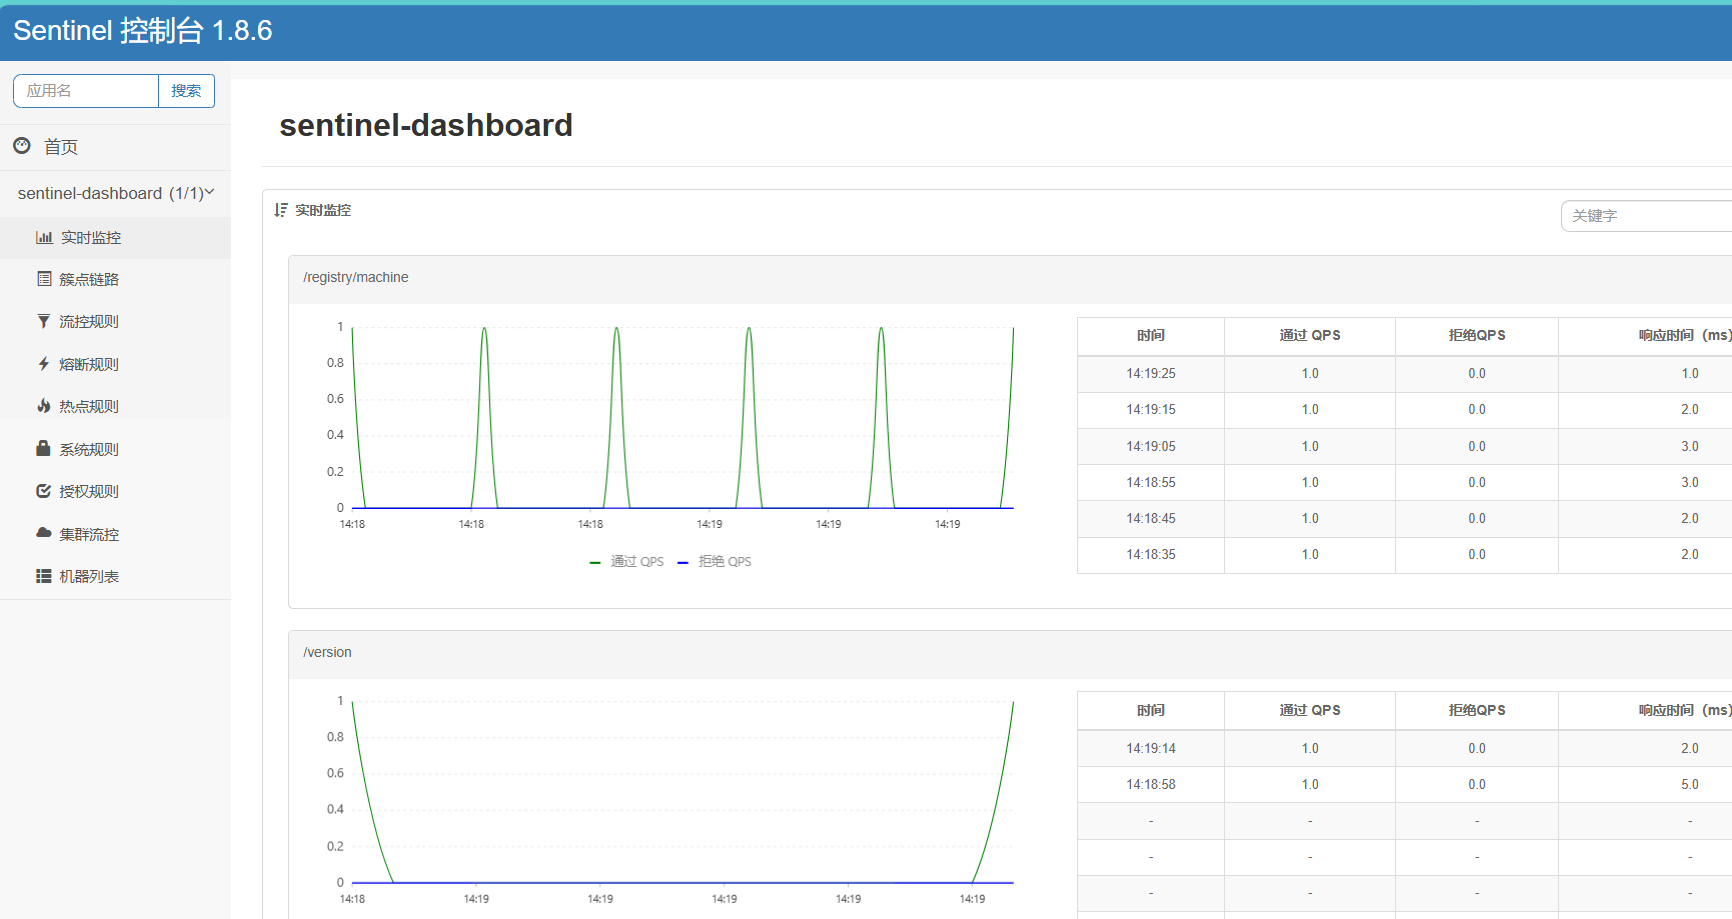 Sentinel 控制台 1.8.6
应用名 搜索
首页
sentinel-dashboard (1/1)
实时监控
簇点链路
流控规则
熔断规则
热点规则
系统规则
授权规则
集群流控
机器列表
sentinel-dashboard
实时监控 关键字
/registry/machine
1
0.8
0.6
0.4
0.2
0
14:18 14:18 14:18 14:19 14:19 14:19
通过 QPS 拒绝 QPS
时间 通过 QPS 拒绝QPS 响应时间（ms）
14:19:25 1.0 0.0 1.0
14:19:15 1.0 0.0 2.0
14:19:05 1.0 0.0 3.0
14:18:55 1.0 0.0 3.0
14:18:45 1.0 0.0 2.0
14:18:35 1.0 0.0 2.0
/version
1
0.8
0.6
0.4
0.2
0
14:18 14:19 14:19 14:19 14:19 14:19
时间 通过 QPS 拒绝QPS 响应时间（ms）
14:19:14 1.0 0.0 2.0
14:18:58 1.0 0.0 5.0
- - - -
- - - -
- - - -